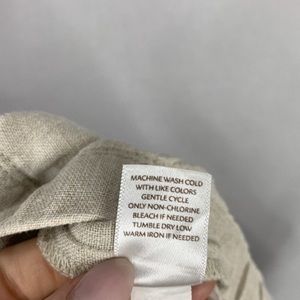 MACHINE WASH COLD
WITH LIKE COLORS
GENTLE CYCLE
ONLY NON-CHLORINE
BLEACH IF NEEDED
TUMBLE DRY LOW
WARM IRON IF NEEDED